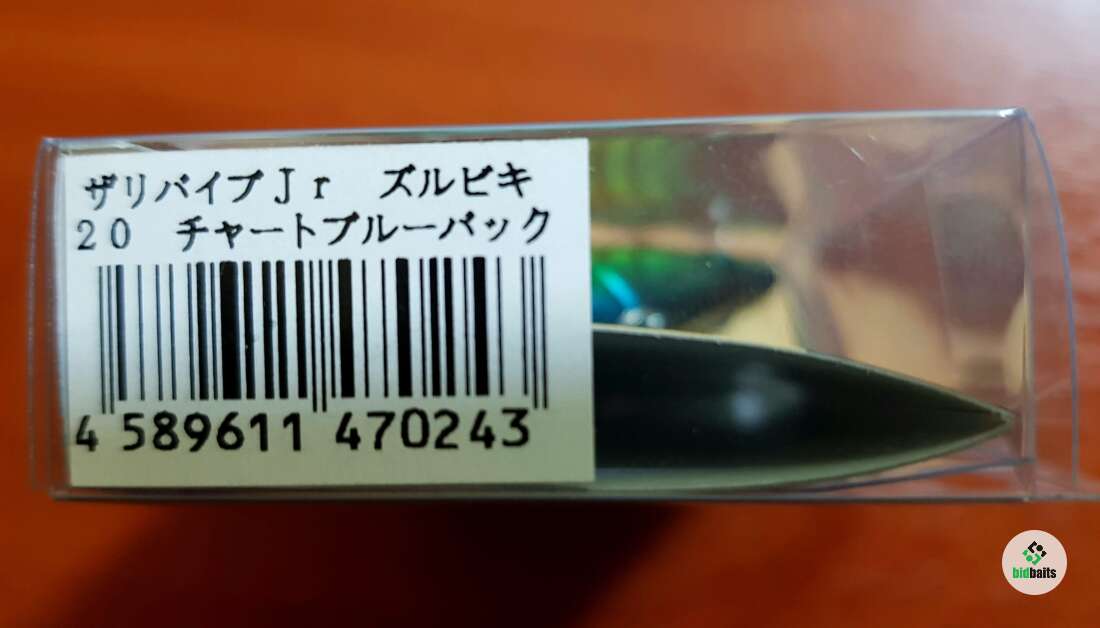 ザリバイブJr　ズルビキ
20　チャートブルーバック
4 589611 470243
bidbaits